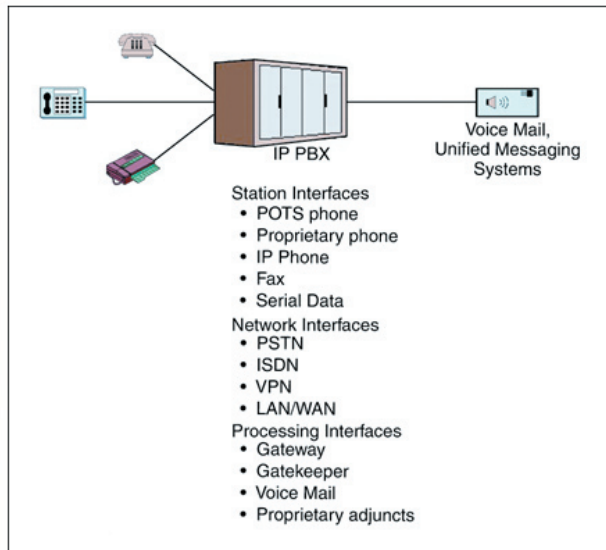 IP PBX
Voice Mail,
Unified Messaging
Systems
Station Interfaces
• POTS phone
• Proprietary phone
• IP Phone
• Fax
• Serial Data
Network Interfaces
• PSTN
• ISDN
• VPN
• LAN/WAN
Processing Interfaces
• Gateway
• Gatekeeper
• Voice Mail
• Proprietary adjuncts